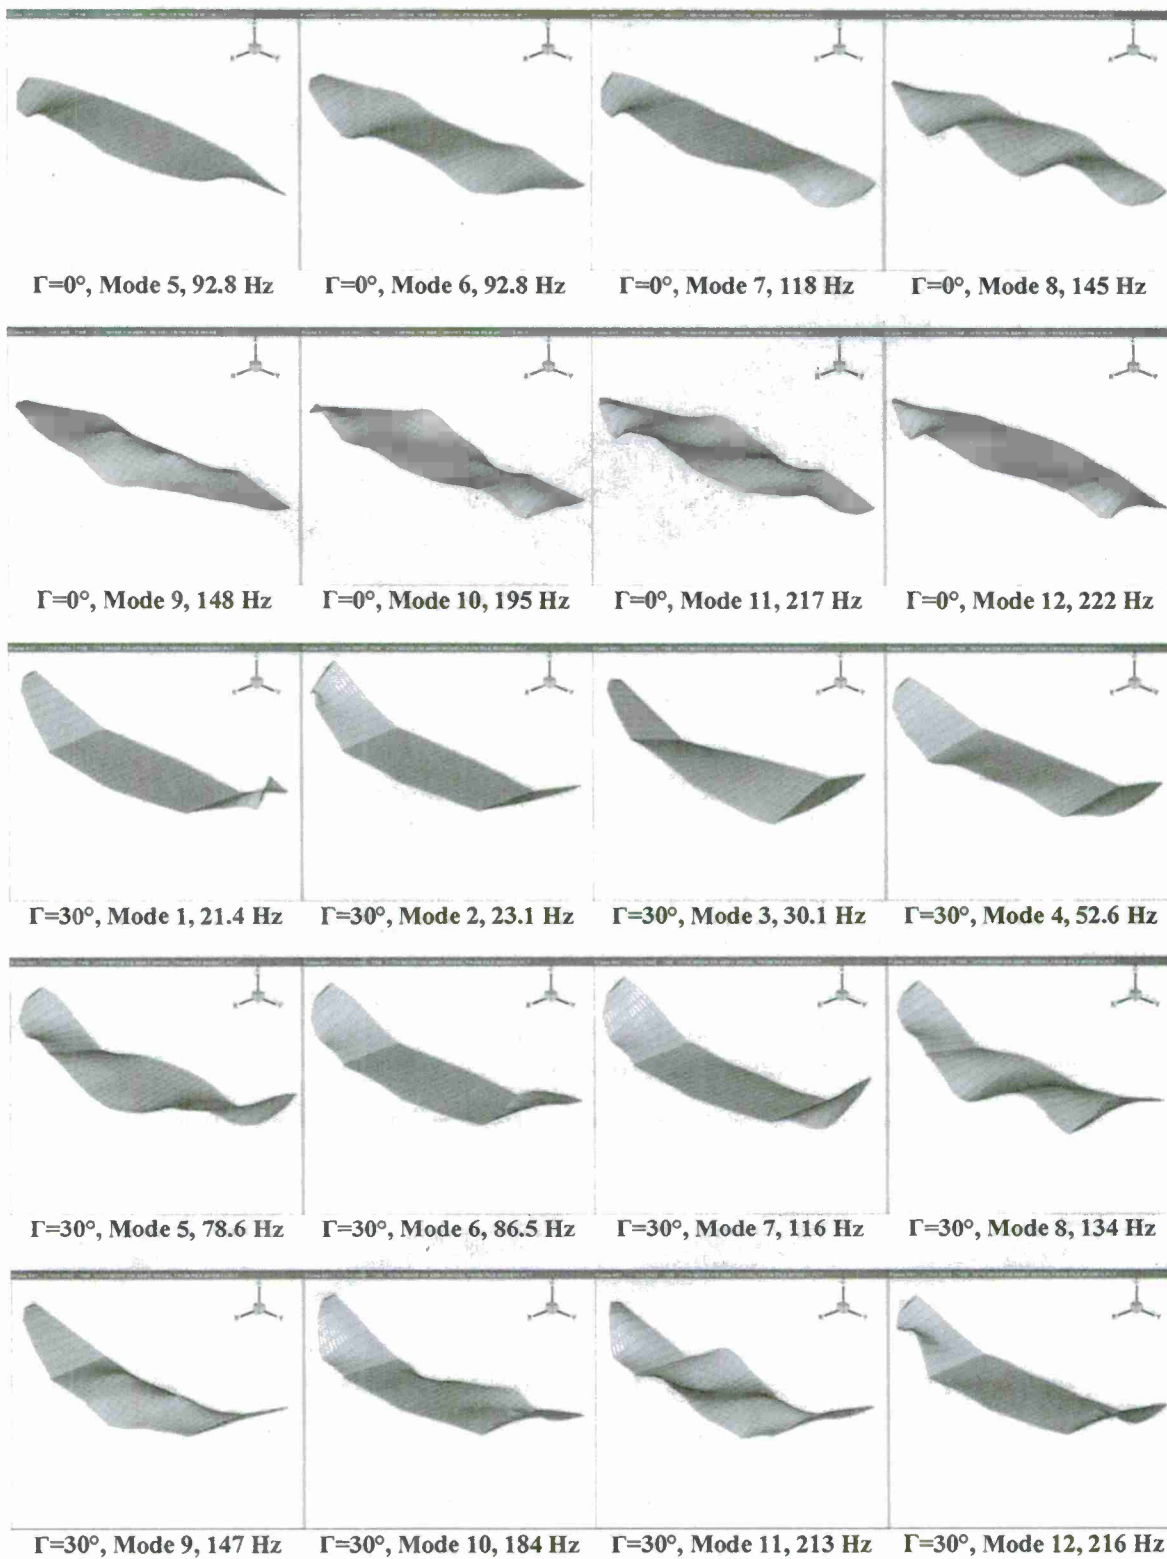 Γ=0°, Mode 5, 92.8 Hz Γ=0°, Mode 6, 92.8 Hz Γ=0°, Mode 7, 118 Hz Γ=0°, Mode 8, 145 Hz
Γ=0°, Mode 9, 148 Hz Γ=0°, Mode 10, 195 Hz Γ=0°, Mode 11, 217 Hz Γ=0°, Mode 12, 222 Hz
Γ=30°, Mode 1, 21.4 Hz Γ=30°, Mode 2, 23.1 Hz Γ=30°, Mode 3, 30.1 Hz Γ=30°, Mode 4, 52.6 Hz
Γ=30°, Mode 5, 78.6 Hz Γ=30°, Mode 6, 86.5 Hz Γ=30°, Mode 7, 116 Hz Γ=30°, Mode 8, 134 Hz
Γ=30°, Mode 9, 147 Hz Γ=30°, Mode 10, 184 Hz Γ=30°, Mode 11, 213 Hz Γ=30°, Mode 12, 216 Hz